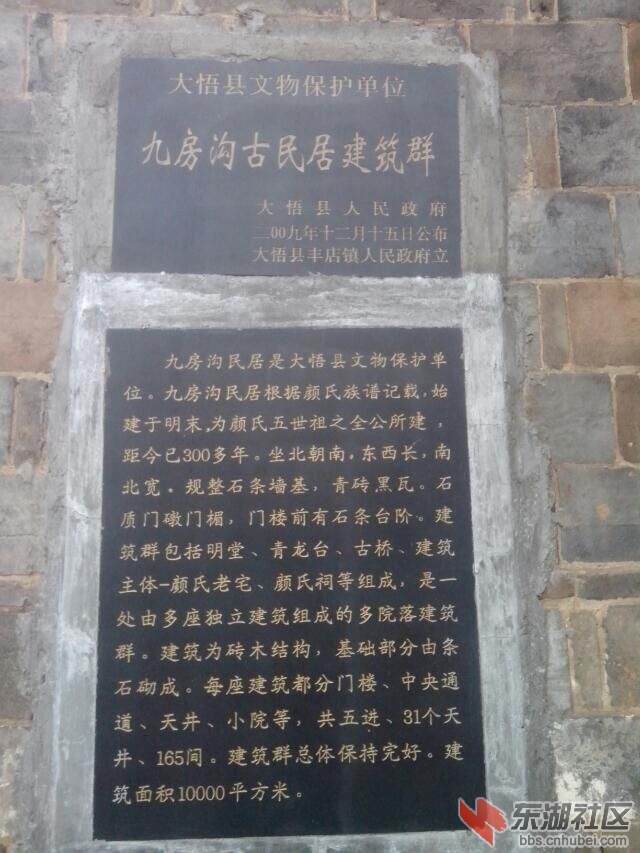 大悟县文物保护单位
九房沟古民居建筑群
大悟县人民政府
二00九年十二月十五日公布
大悟县丰店镇人民政府立
九房沟民居是大悟县文物保护单
位。九房沟民居根据颜氏族谱记载,始
建于明末,为颜氏五世祖之全公所建,
距今已300多年。坐北朝南,东西长,南
北宽.规整石条墙基,青砖黑瓦。石
质门礅门楣,门楼前有石条台阶。建
筑群包括明堂、青龙台、古桥、建筑
主体-颜氏老宅、颜氏祠等组成,是一
处由多座独立建筑组成的多院落建筑
群。建筑为砖木结构,基础部分由条
石砌成。每座建筑都分门楼、中央通
道、天井、小院等,共五进、31个天
井、165间。建筑群总体保持完好。建
筑面积10000平方米。
东湖社区
bbs.cnhubei.com